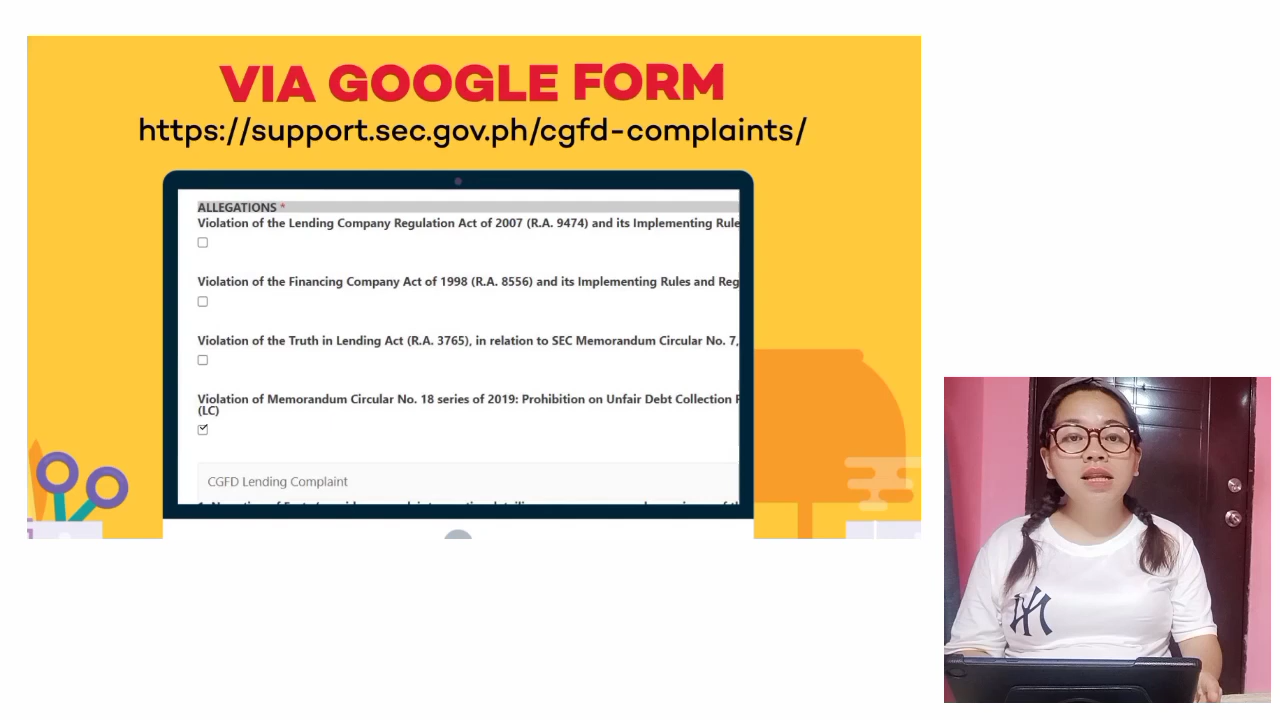 VIA GOOGLE FORM
https://support.sec.gov.ph/cgfd-complaints/
ALLEGATIONS *
Violation of the Lending Company Regulation Act of 2007 (R.A. 9474) and its Implementing Rule
Violation of the Financing Company Act of 1998 (R.A. 8556) and its Implementing Rules and Reg
Violation of the Truth in Lending Act (R.A. 3765), in relation to SEC Memorandum Circular No. 7,
Violation of Memorandum Circular No. 18 series of 2019: Prohibition on Unfair Debt Collection
(LC)
CGFD Lending Complaint
NY